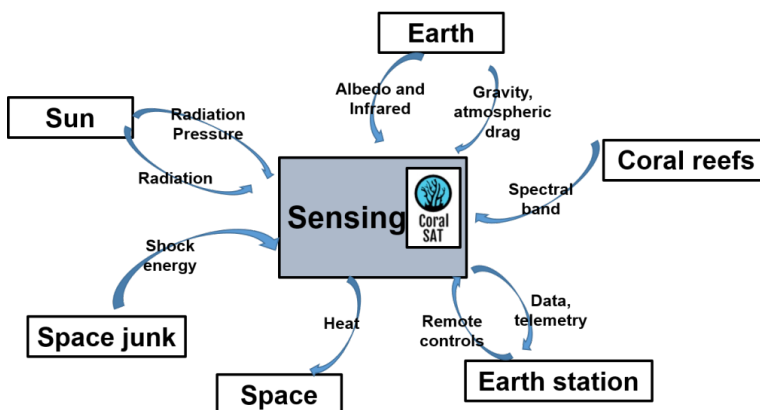 Earth
Albedo and
Infrared
Gravity,
atmospheric
drag
Sun
Radiation
Pressure
Radiation
Coral reefs
Spectral
band
Sensing
Coral
SAT
Shock
energy
Space junk
Heat
Space
Remote
controls
Data,
telemetry
Earth station